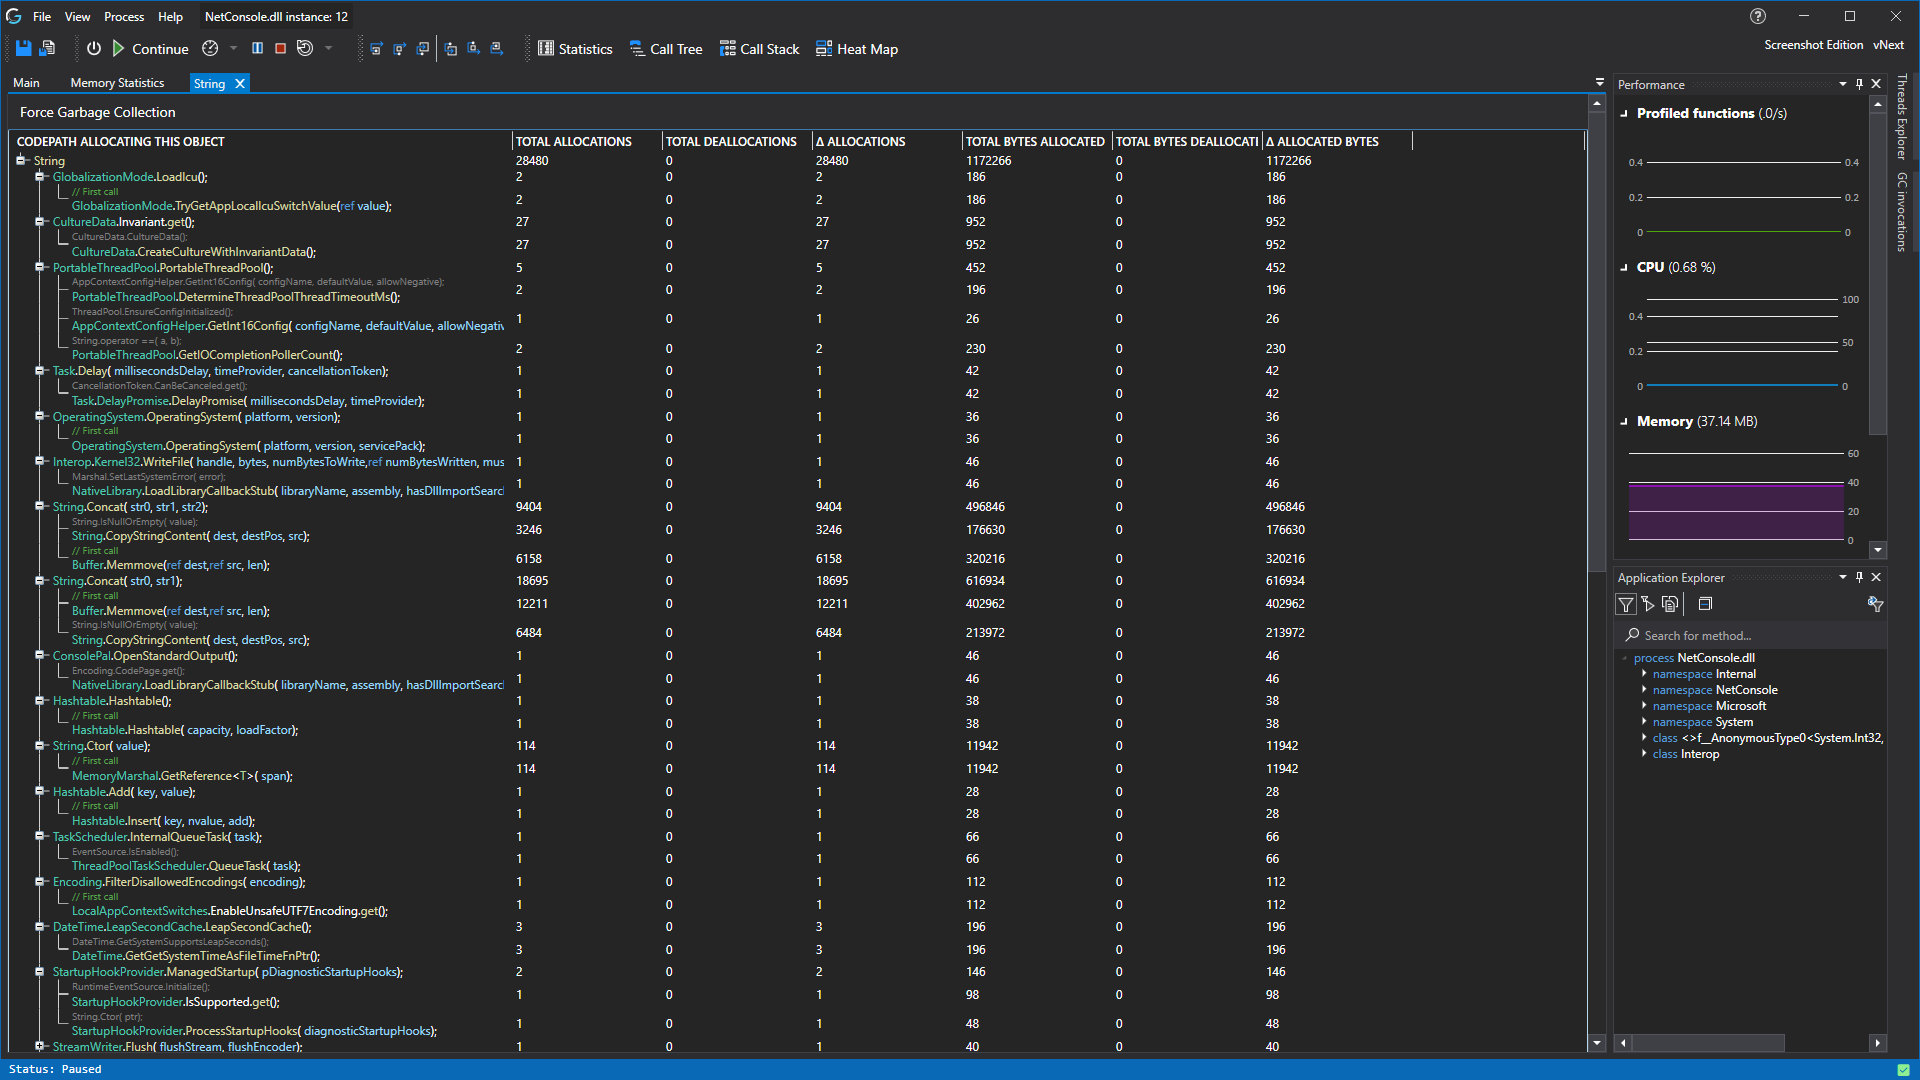 File View Process Help NetConsole.dll instance: 12
Continue Statistics Call Tree Call Stack Heat Map Screenshot Edition vNext
Main Memory Statistics String
Force Garbage Collection
CODEPATH ALLOCATING THIS OBJECT TOTAL ALLOCATIONS TOTAL DEALLOCATIONS Δ ALLOCATIONS TOTAL BYTES ALLOCATED TOTAL BYTES DEALLOCATI Δ ALLOCATED BYTES
String 28480 0 28480 1172266 0 1172266
GlobalizationMode.LoadIcu(); 2 0 2 186 0 186
// First call
GlobalizationMode.TryGetAppLocalIcuSwitchValue(ref value); 2 0 2 186 0 186
CultureData.Invariant.get(); 27 0 27 952 0 952
CultureData.CultureData();
CultureData.CreateCultureWithInvariantData(); 27 0 27 952 0 952
PortableThreadPool.PortableThreadPool(); 5 0 5 452 0 452
AppContextConfigHelper.GetInt16Config( configName, defaultValue, allowNegative);
PortableThreadPool.DetermineThreadPoolThreadTimeoutMs(); 2 0 2 196 0 196
ThreadPool.EnsureConfigInitialized();
AppContextConfigHelper.GetInt16Config( configName, defaultValue, allowNegativ 1 0 1 26 0 26
String.operator ==( a, b);
PortableThreadPool.GetIOCompletionPollerCount(); 2 0 2 230 0 230
Task.Delay( millisecondsDelay, timeProvider, cancellationToken); 1 0 1 42 0 42
CancellationToken.CanBeCanceled.get();
Task.DelayPromise.DelayPromise( millisecondsDelay, timeProvider); 1 0 1 42 0 42
OperatingSystem.OperatingSystem( platform, version); 1 0 1 36 0 36
// First call
OperatingSystem.OperatingSystem( platform, version, servicePack); 1 0 1 36 0 36
Interop.Kernel32.WriteFile( handle, bytes, numBytesToWrite,ref numBytesWritten, mus 1 0 1 46 0 46
Marshal.SetLastSystemError( error);
NativeLibrary.LoadLibraryCallbackStub( libraryName, assembly, hasDllImportSearc 1 0 1 46 0 46
String.Concat( str0, str1, str2); 9404 0 9404 496846 0 496846
String.IsNullOrEmpty( value);
String.CopyStringContent( dest, destPos, src); 3246 0 3246 176630 0 176630
// First call
Buffer.Memmove(ref dest,ref src, len); 6158 0 6158 320216 0 320216
String.Concat( str0, str1); 18695 0 18695 616934 0 616934
// First call
Buffer.Memmove(ref dest,ref src, len); 12211 0 12211 402962 0 402962
String.IsNullOrEmpty( value);
String.CopyStringContent( dest, destPos, src); 6484 0 6484 213972 0 213972
ConsolePal.OpenStandardOutput(); 1 0 1 46 0 46
Encoding.CodePage.get();
NativeLibrary.LoadLibraryCallbackStub( libraryName, assembly, hasDllImportSearc 1 0 1 46 0 46
Hashtable.Hashtable(); 1 0 1 38 0 38
// First call
Hashtable.Hashtable( capacity, loadFactor); 1 0 1 38 0 38
String.Ctor( value); 114 0 114 11942 0 11942
// First call
MemoryMarshal.GetReference<T>( span); 114 0 114 11942 0 11942
Hashtable.Add( key, value); 1 0 1 28 0 28
// First call
Hashtable.Insert( key, nvalue, add); 1 0 1 28 0 28
TaskScheduler.InternalQueueTask( task); 1 0 1 66 0 66
EventSource.IsEnabled();
ThreadPoolTaskScheduler.QueueTask( task); 1 0 1 66 0 66
Encoding.FilterDisallowedEncodings( encoding); 1 0 1 112 0 112
// First call
LocalAppContextSwitches.EnableUnsafeUTF7Encoding.get(); 1 0 1 112 0 112
DateTime.LeapSecondCache.LeapSecondCache(); 3 0 3 196 0 196
DateTime.GetSystemSupportsLeapSeconds();
DateTime.GetGetSystemTimeAsFileTimeFnPtr(); 3 0 3 196 0 196
StartupHookProvider.ManagedStartup( pDiagnosticStartupHooks); 2 0 2 146 0 146
RuntimeEventSource.Initialize();
StartupHookProvider.IsSupported.get(); 1 0 1 98 0 98
String.Ctor( ptr);
StartupHookProvider.ProcessStartupHooks( diagnosticStartupHooks); 1 0 1 48 0 48
StreamWriter.Flush( flushStream, flushEncoder); 1 0 1 40 0 40
Performance
Profiled functions (.0/s)
0.4 0.4
0.2 0.2
0 0
CPU (0.68 %)
100
0.4
50
0.2
0 0
Memory (37.14 MB)
60
40
20
0
Application Explorer
Search for method...
process NetConsole.dll
namespace Internal
namespace NetConsole
namespace Microsoft
namespace System
class <>f__AnonymousType0<System.Int32,
class Interop
Threads Explorer
GC invocations
Status: Paused